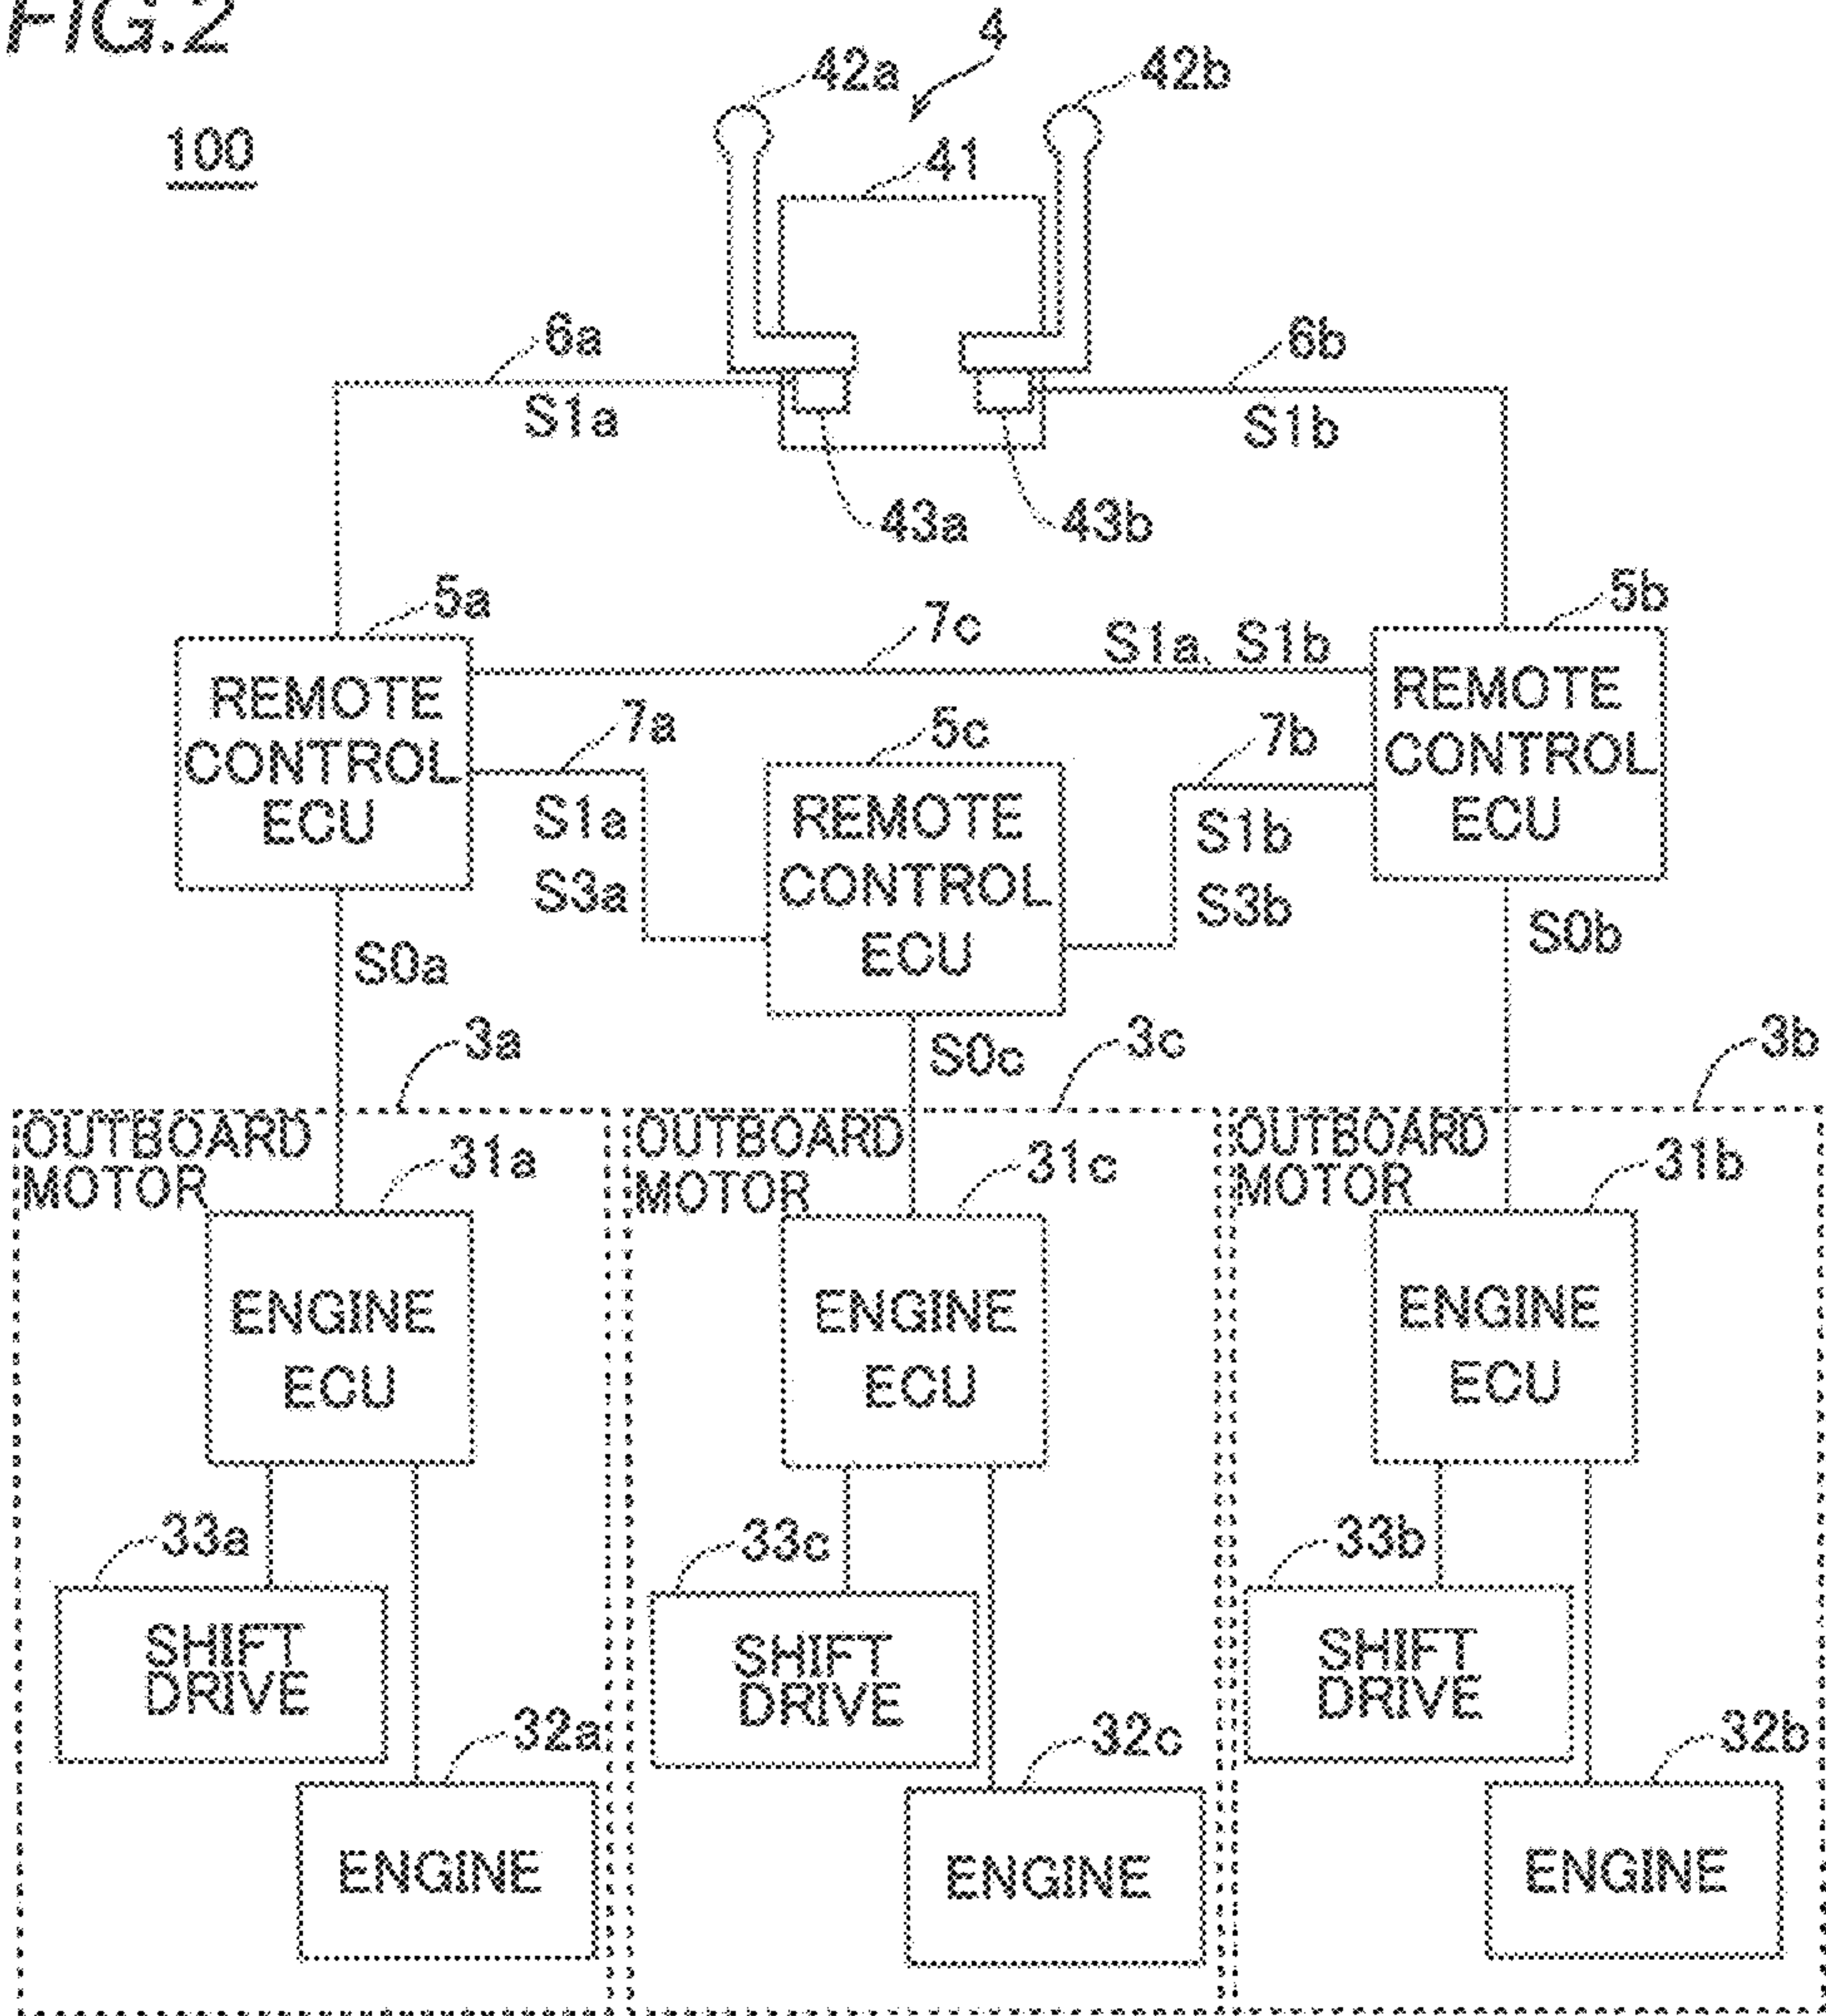 FIG.2
100
4
42a
42b
41
6a
6b
S1a
S1b
43a
43b
5a
7c
S1a, S1b
5b
REMOTE
CONTROL
ECU
7a
S1a
S3a
5c
REMOTE
CONTROL
ECU
7b
S1b
S3b
REMOTE
CONTROL
ECU
S0a
S0c
S0b
3a
3c
3b
OUTBOARD
MOTOR
31a
ENGINE
ECU
33a
SHIFT
DRIVE
32a
ENGINE
OUTBOARD
MOTOR
31c
ENGINE
ECU
33c
SHIFT
DRIVE
32c
ENGINE
OUTBOARD
MOTOR
31b
ENGINE
ECU
33b
SHIFT
DRIVE
32b
ENGINE